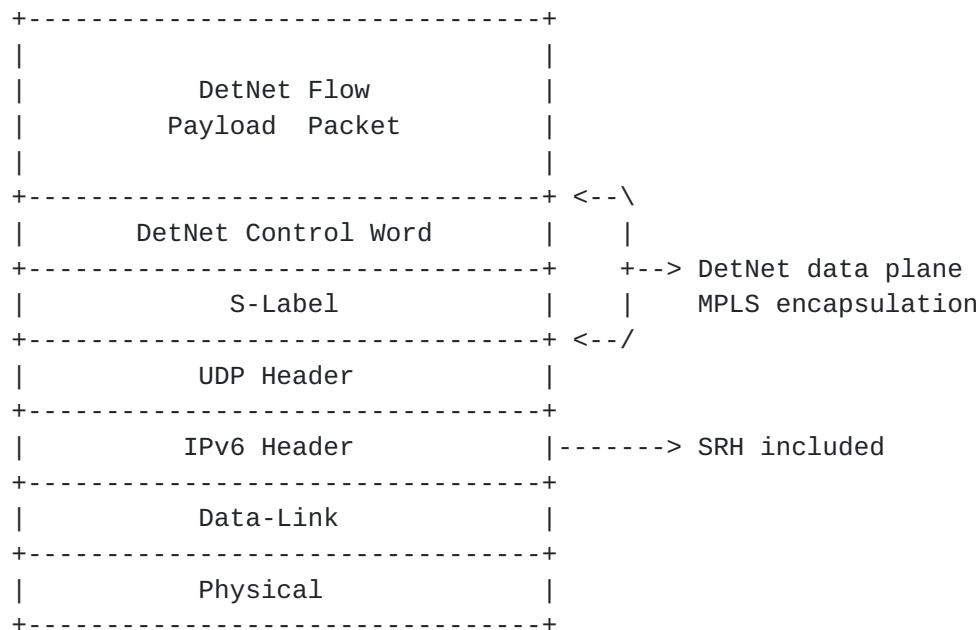 DetNet Flow
Payload  Packet
DetNet Control Word
DetNet data plane
S-Label
MPLS encapsulation
UDP Header
IPv6 Header
SRH included
Data-Link
Physical